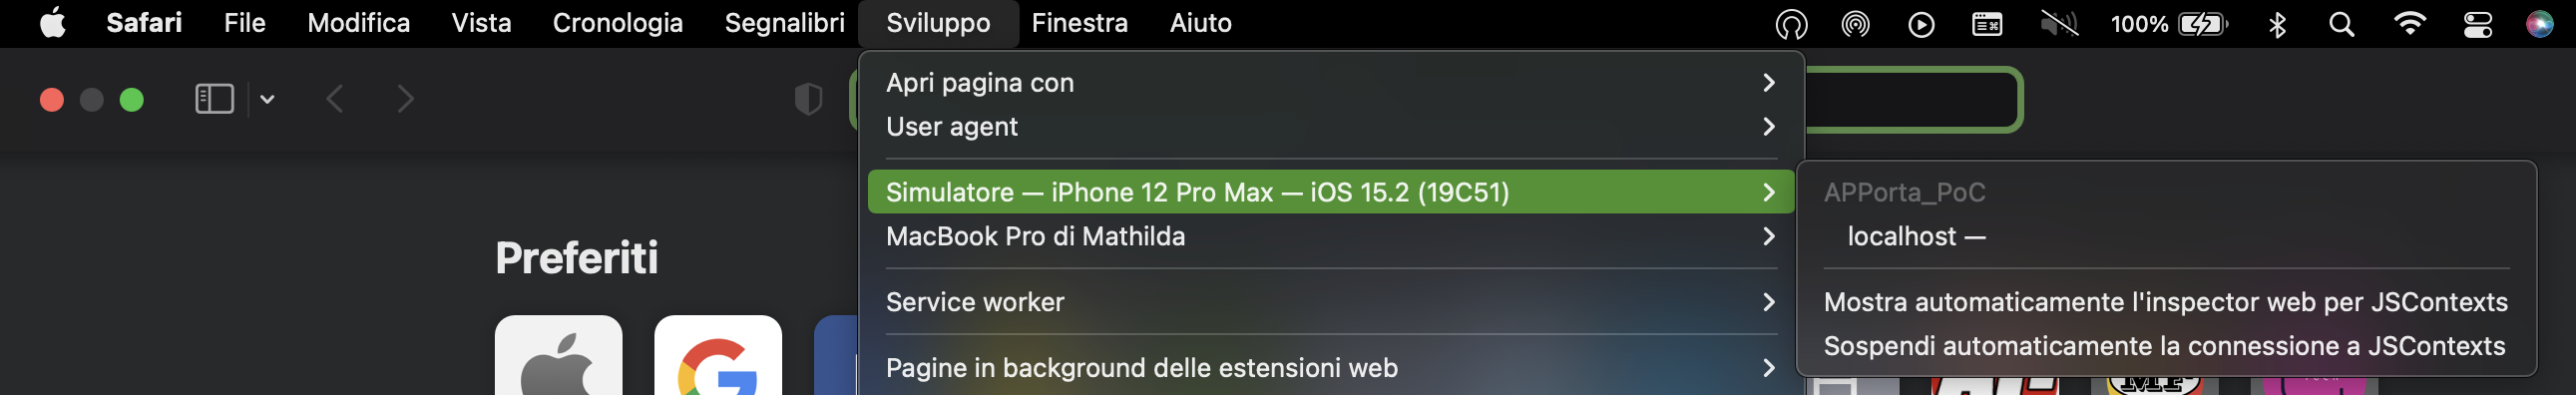 Safari File Modifica Vista Cronologia Segnalibri Sviluppo Finestra Aiuto 100%
Apri pagina con
User agent
Simulatore — iPhone 12 Pro Max — iOS 15.2 (19C51)
MacBook Pro di Mathilda
Service worker
Pagine in background delle estensioni web
APPorta_PoC
localhost —
Mostra automaticamente l'inspector web per JSContexts
Sospendi automaticamente la connessione a JSContexts
Preferiti